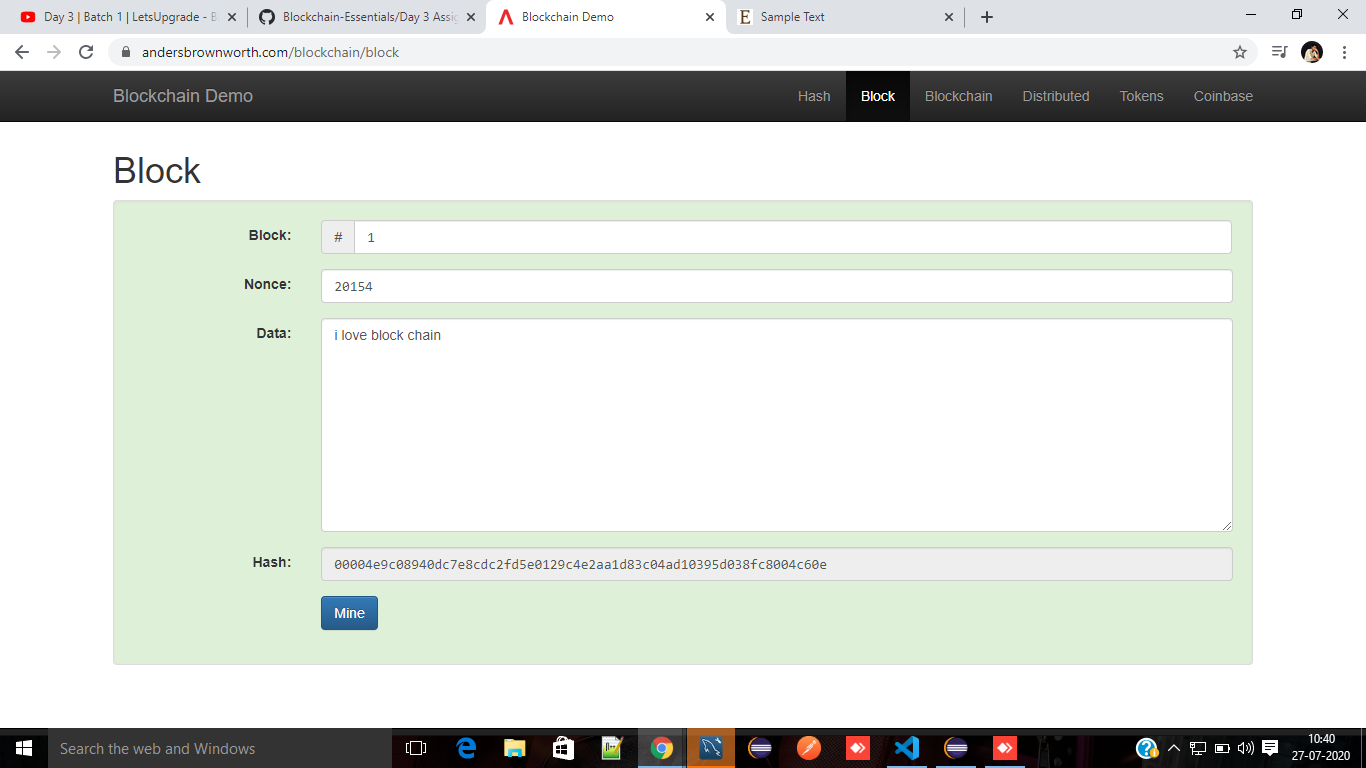 Day 3 | Batch 1 | LetsUpgrade - B
Blockchain-Essentials/Day 3 Assig
Blockchain Demo
Sample Text
andersbrownworth.com/blockchain/block
Blockchain Demo
Hash
Block
Blockchain
Distributed
Tokens
Coinbase
Block
Block:
# 1
Nonce:
20154
Data:
i love block chain
Hash:
00004e9c08940dc7e8cdc2fd5e0129c4e2aa1d83c04ad10395d038fc8004c60e
Mine
Search the web and Windows
10:40
27-07-2020